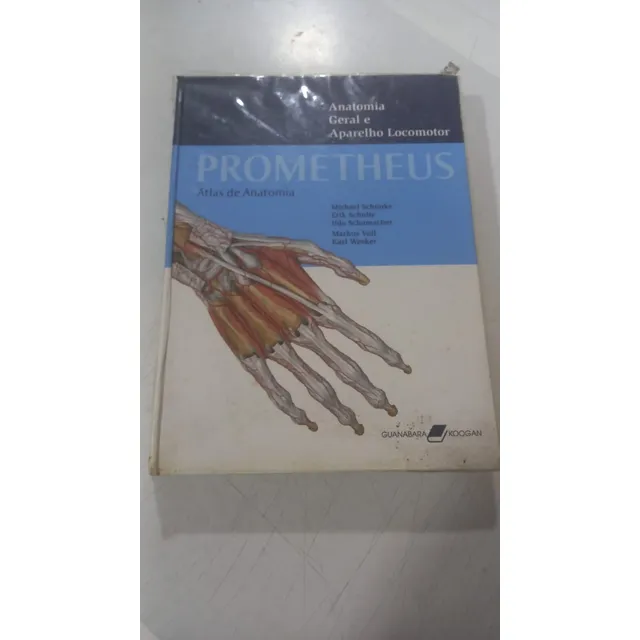 Anatomia
Geral e
Aparelho Locomotor
PROMETHEUS
Atlas de Anatomia
Michael Schünke
Erik Schulte
Udo Schumacher
Markus Voll
Karl Wesker
GUANABARA KOOGAN